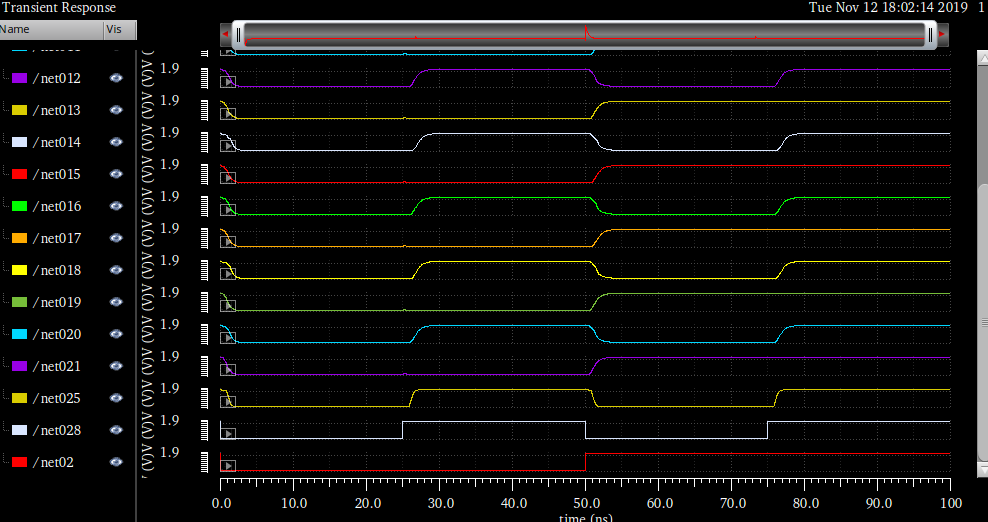 Transient Response Tue Nov 12 18:02:14 2019 1
Name Vis
/net012 1.9
/net013 1.9
/net014 1.9
/net015 1.9
/net016 1.9
/net017 1.9
/net018 1.9
/net019 1.9
/net020 1.9
/net021 1.9
/net025 1.9
/net028 1.9
/net02 1.9
0.0 10.0 20.0 30.0 40.0 50.0 60.0 70.0 80.0 90.0 100
time (ns)